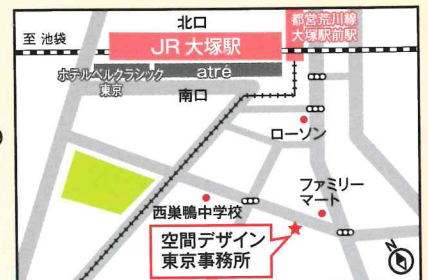 北口
都営荒川線
大塚駅前駅
至 池袋
JR 大塚駅
ホテルベルクラシック
東京
atré
南口
ローソン
ファミリー
マート
西巣鴨中学校
空間デザイン
東京事務所
N